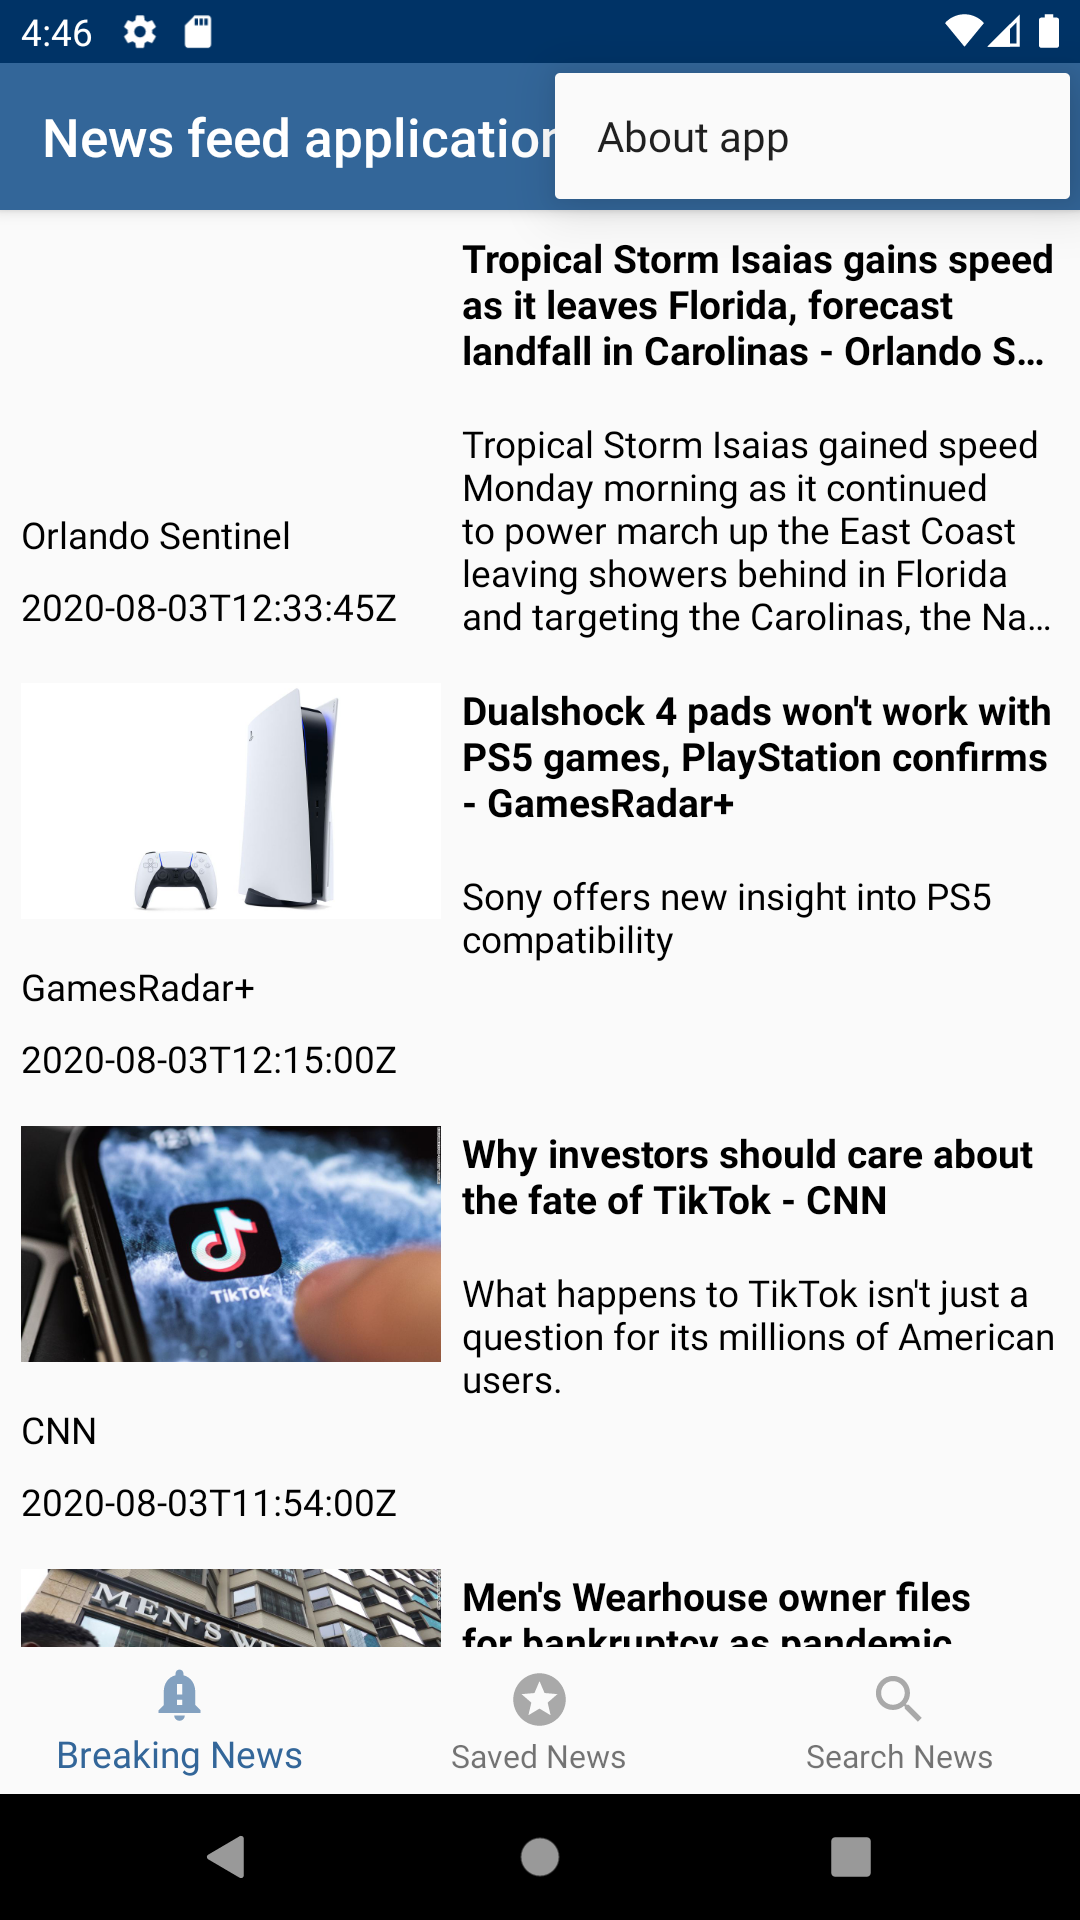 4:46
News feed application
About app
Tropical Storm Isaias gains speed
as it leaves Florida, forecast
landfall in Carolinas - Orlando S...
Tropical Storm Isaias gained speed
Monday morning as it continued
to power march up the East Coast
leaving showers behind in Florida
and targeting the Carolinas, the Na...
Orlando Sentinel
2020-08-03T12:33:45Z
Dualshock 4 pads won't work with
PS5 games, PlayStation confirms
- GamesRadar+
Sony offers new insight into PS5
compatibility
GamesRadar+
2020-08-03T12:15:00Z
12:14
TikTok
Why investors should care about
the fate of TikTok - CNN
What happens to TikTok isn't just a
question for its millions of American
users.
CNN
2020-08-03T11:54:00Z
MEN'S WE
Men's Wearhouse owner files
for bankruptcy as pandemic
Breaking News
Saved News
Search News